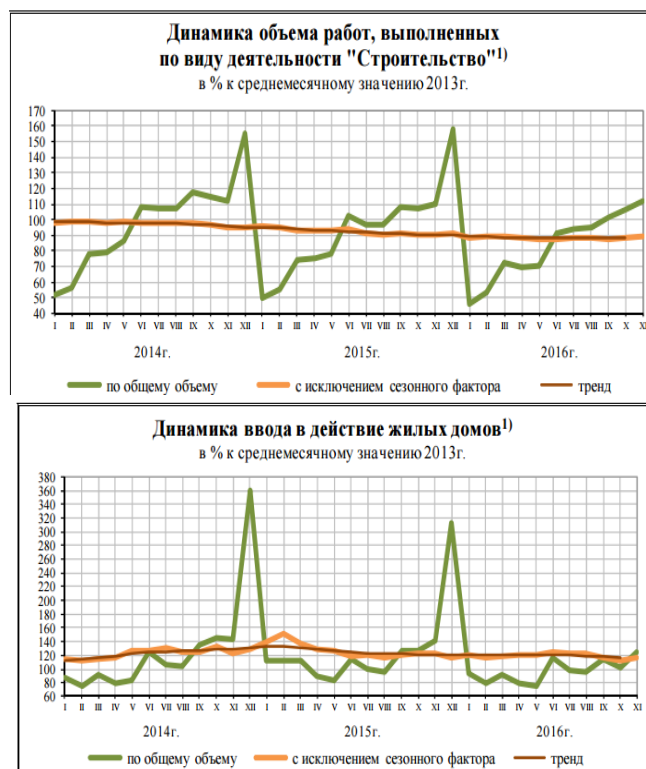 Динамика объема работ, выполненных
по виду деятельности "Строительство"1)
в % к среднемесячному значению 2013г.
170
160
150
140
130
120
110
100
90
80
70
60
50
40
I II III IV V VI VII VIII IX X XI XII I II III IV V VI VII VIII IX X XI XII I II III IV V VI VII VIII IX X XI
2014г. 2015г. 2016г.
по общему объему с исключением сезонного фактора тренд
Динамика ввода в действие жилых домов1)
в % к среднемесячному значению 2013г.
380
360
340
320
300
280
260
240
220
200
180
160
140
120
100
80
60
I II III IV V VI VII VIII IX X XI XII I II III IV V VI VII VIII IX X XI XII I II III IV V VI VII VIII IX X XI
2014г. 2015г. 2016г.
по общему объему с исключением сезонного фактора тренд